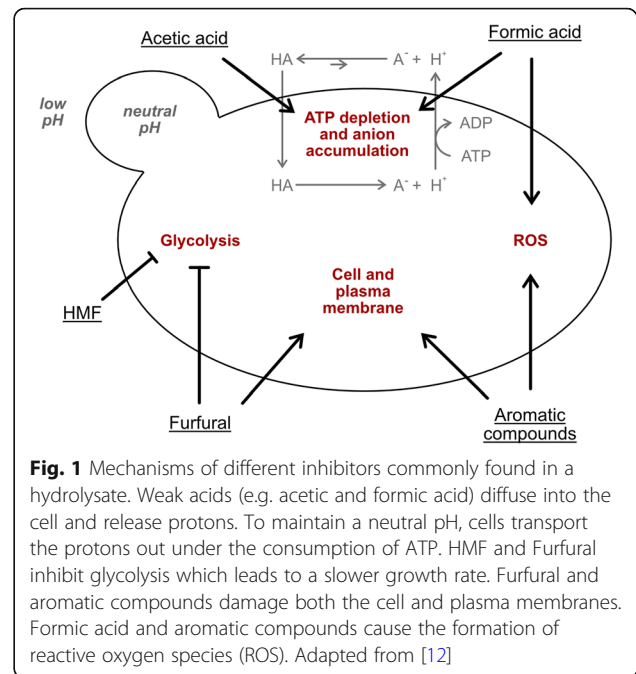 Acetic acid
Formic acid
HA
A⁻ + H⁺
low
pH
neutral
pH
ATP depletion
and anion
accumulation
ADP
ATP
HA
A⁻ + H⁺
Glycolysis
ROS
Cell and
plasma
membrane
HMF
Furfural
Aromatic
compounds
Fig. 1 Mechanisms of different inhibitors commonly found in a
hydrolysate. Weak acids (e.g. acetic and formic acid) diffuse into the
cell and release protons. To maintain a neutral pH, cells transport
the protons out under the consumption of ATP. HMF and Furfural
inhibit glycolysis which leads to a slower growth rate. Furfural and
aromatic compounds damage both the cell and plasma membranes.
Formic acid and aromatic compounds cause the formation of
reactive oxygen species (ROS). Adapted from [12]